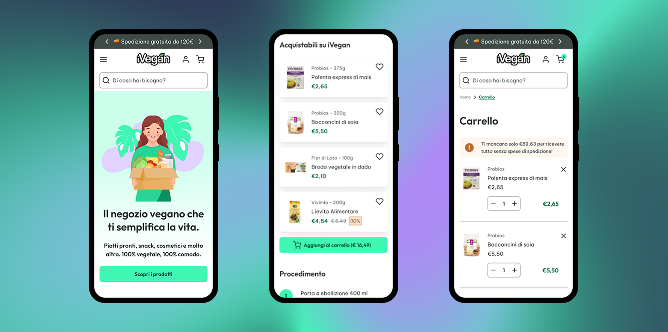 Spedizione gratuita da 120€
iVegan
Di cosa hai bisogno?
Il negozio vegano che
ti semplifica la vita.
Piatti pronti, snack, cosmetici e molto
altro. 100% vegetale, 100% comodo.
Scopri i prodotti
Acquistabili su iVegan
Probios - 375g
Polenta express di mais
€2,65
Probios - 200g
Bocconcini di soia
€5,50
Pier di Lata - 100g
Brodo vegetale in dado
€2,10
Vivimio - 200g
Lievito Alimentare
€4,54 €6,49 30%
Aggiungi al carrello (€ 16,49)
Procedimento
1 Porta a ebollizione 400 ml
Spedizione gratuita da 120€
iVegan
Di cosa hai bisogno?
Home > Carrello
Carrello
Ti mancano solo €89.63 per ricevere
tutto senza spese di spedizione!
Probios
Polenta express di mais
€2,65
1 €2,65
Probios
Bocconcini di soia
€5,50
1 €5,50